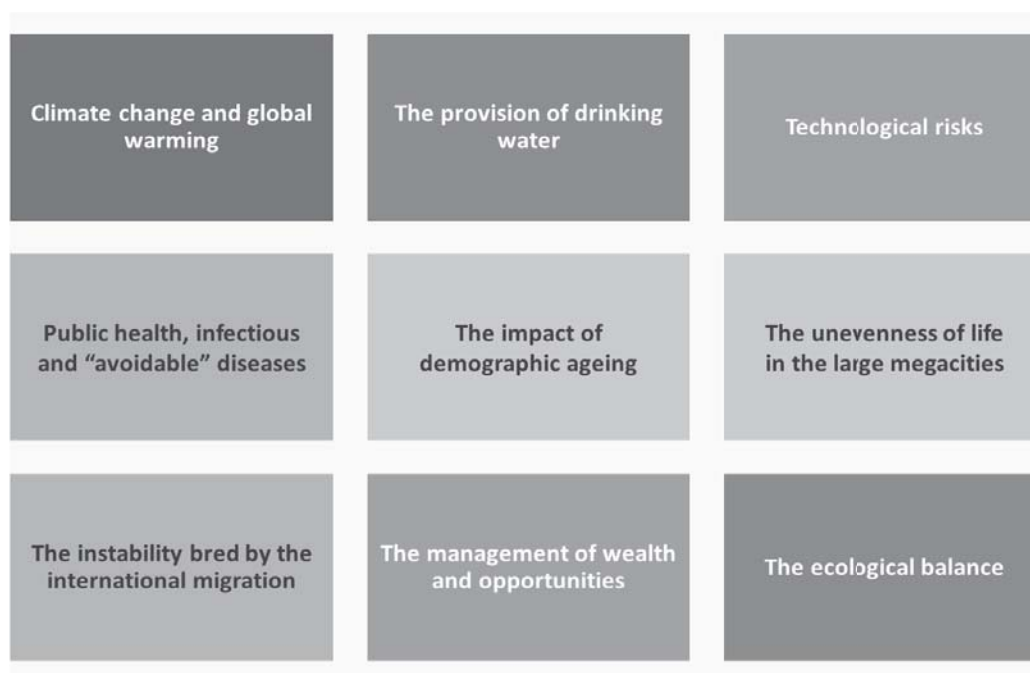 Climate change and global
warming
The provision of drinking
water
Technological risks
Public health, infectious
and “avoidable” diseases
The impact of
demographic ageing
The unevenness of life
in the large megacities
The instability bred by the
international migration
The management of wealth
and opportunities
The ecological balance